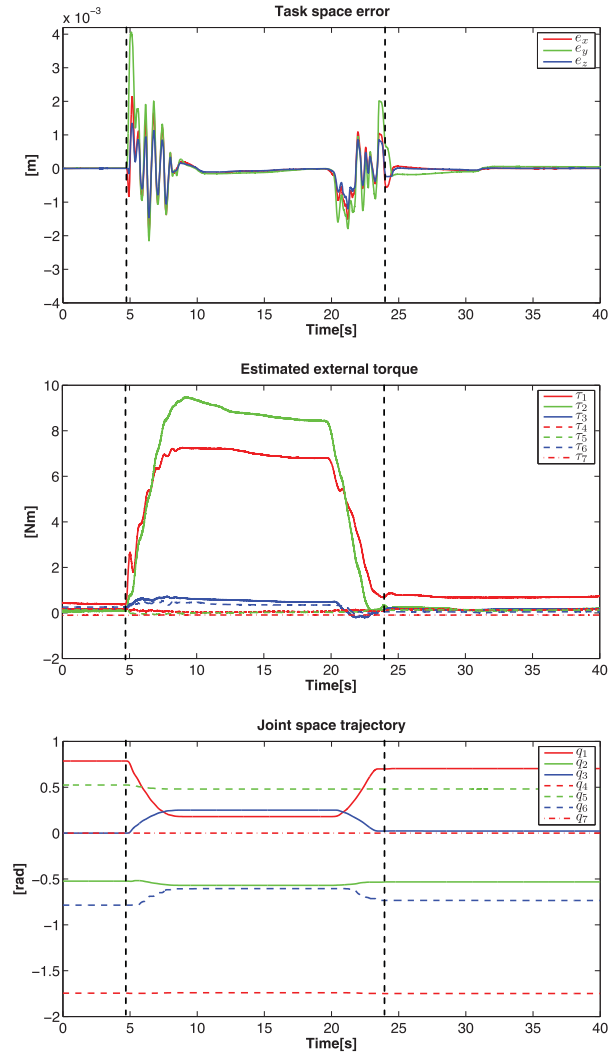 Task space error
x 10⁻³
4
3
2
1
0
−1
−2
−3
−4
[m]
e_x
e_y
e_z
0 5 10 15 20 25 30 35 40
Time[s]
Estimated external torque
10
8
6
4
2
0
−2
[Nm]
τ_1
τ_2
τ_3
τ_4
τ_5
τ_6
τ_7
0 5 10 15 20 25 30 35 40
Time[s]
Joint space trajectory
1
0.5
0
−0.5
−1
−1.5
−2
[rad]
q_1
q_2
q_3
q_4
q_5
q_6
q_7
0 5 10 15 20 25 30 35 40
Time[s]